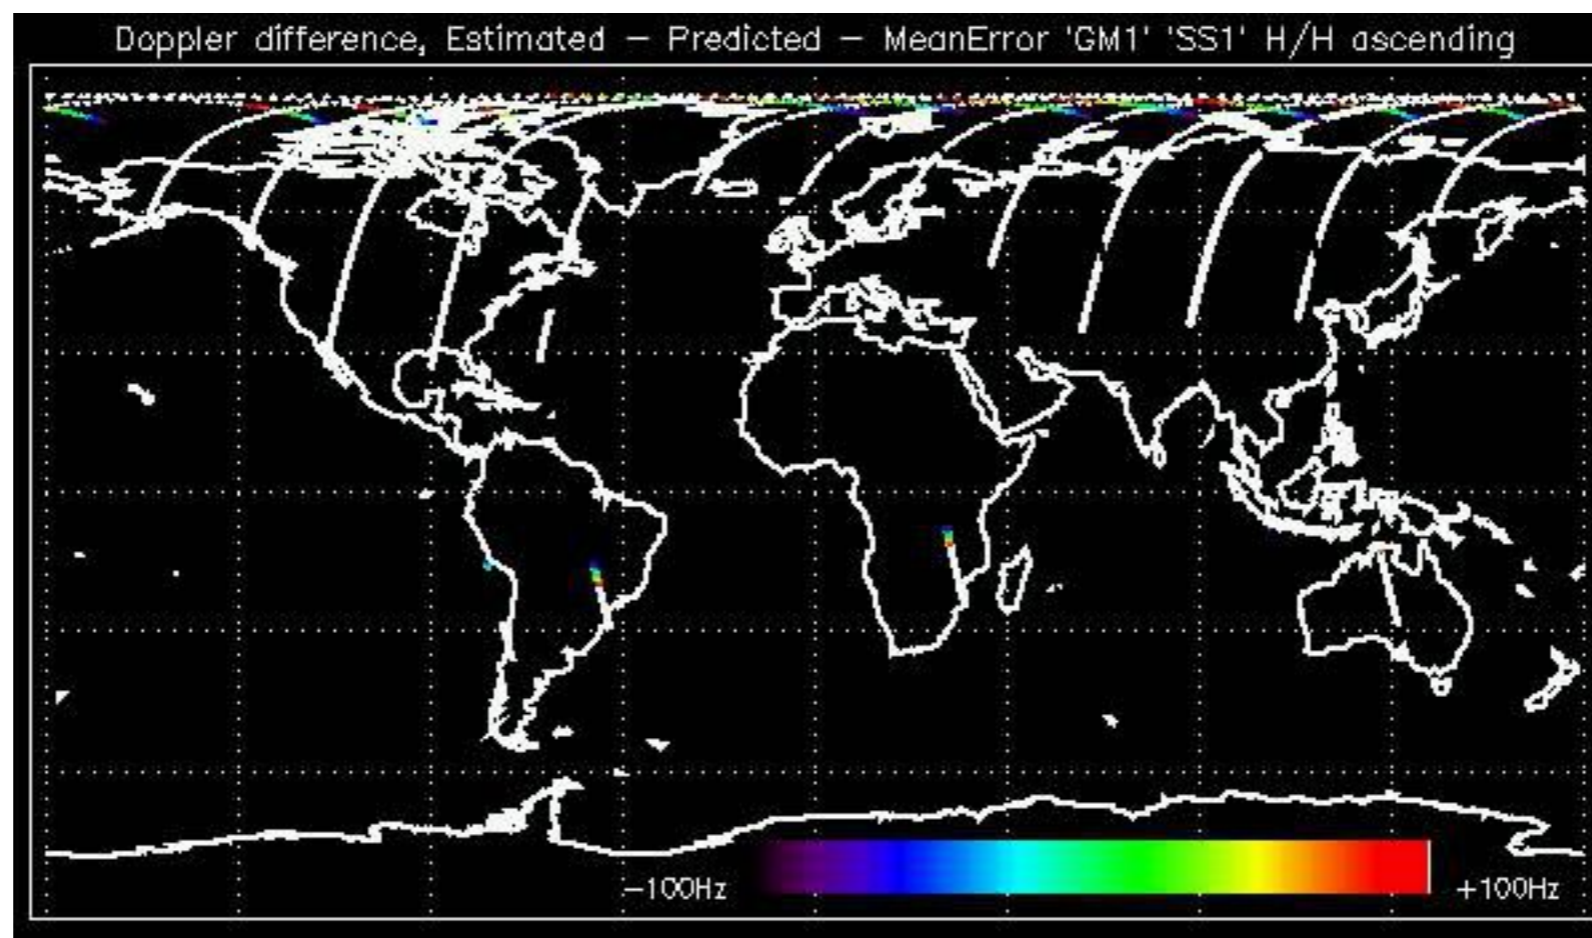 Doppler difference, Estimated – Predicted – MeanError 'GM1' 'SS1' H/H ascending
–100Hz
+100Hz